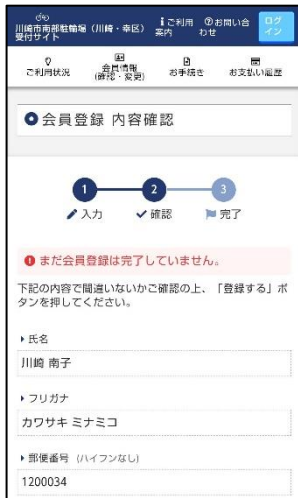 川崎市南部駐輪場（川崎・幸区）
受付サイト
ご利用案内
お問い合わせ
ログイン
ご利用状況
会員情報
(確認・変更)
お手続き
お支払い履歴
会員登録 内容確認
1 2 3
入力 確認 完了
まだ会員登録は完了していません。
下記の内容で間違いないかご確認の上、「登録する」ボ
タンを押してください。
氏名
川崎 南子
フリガナ
カワサキ ミナミコ
郵便番号 (ハイフンなし)
1200034